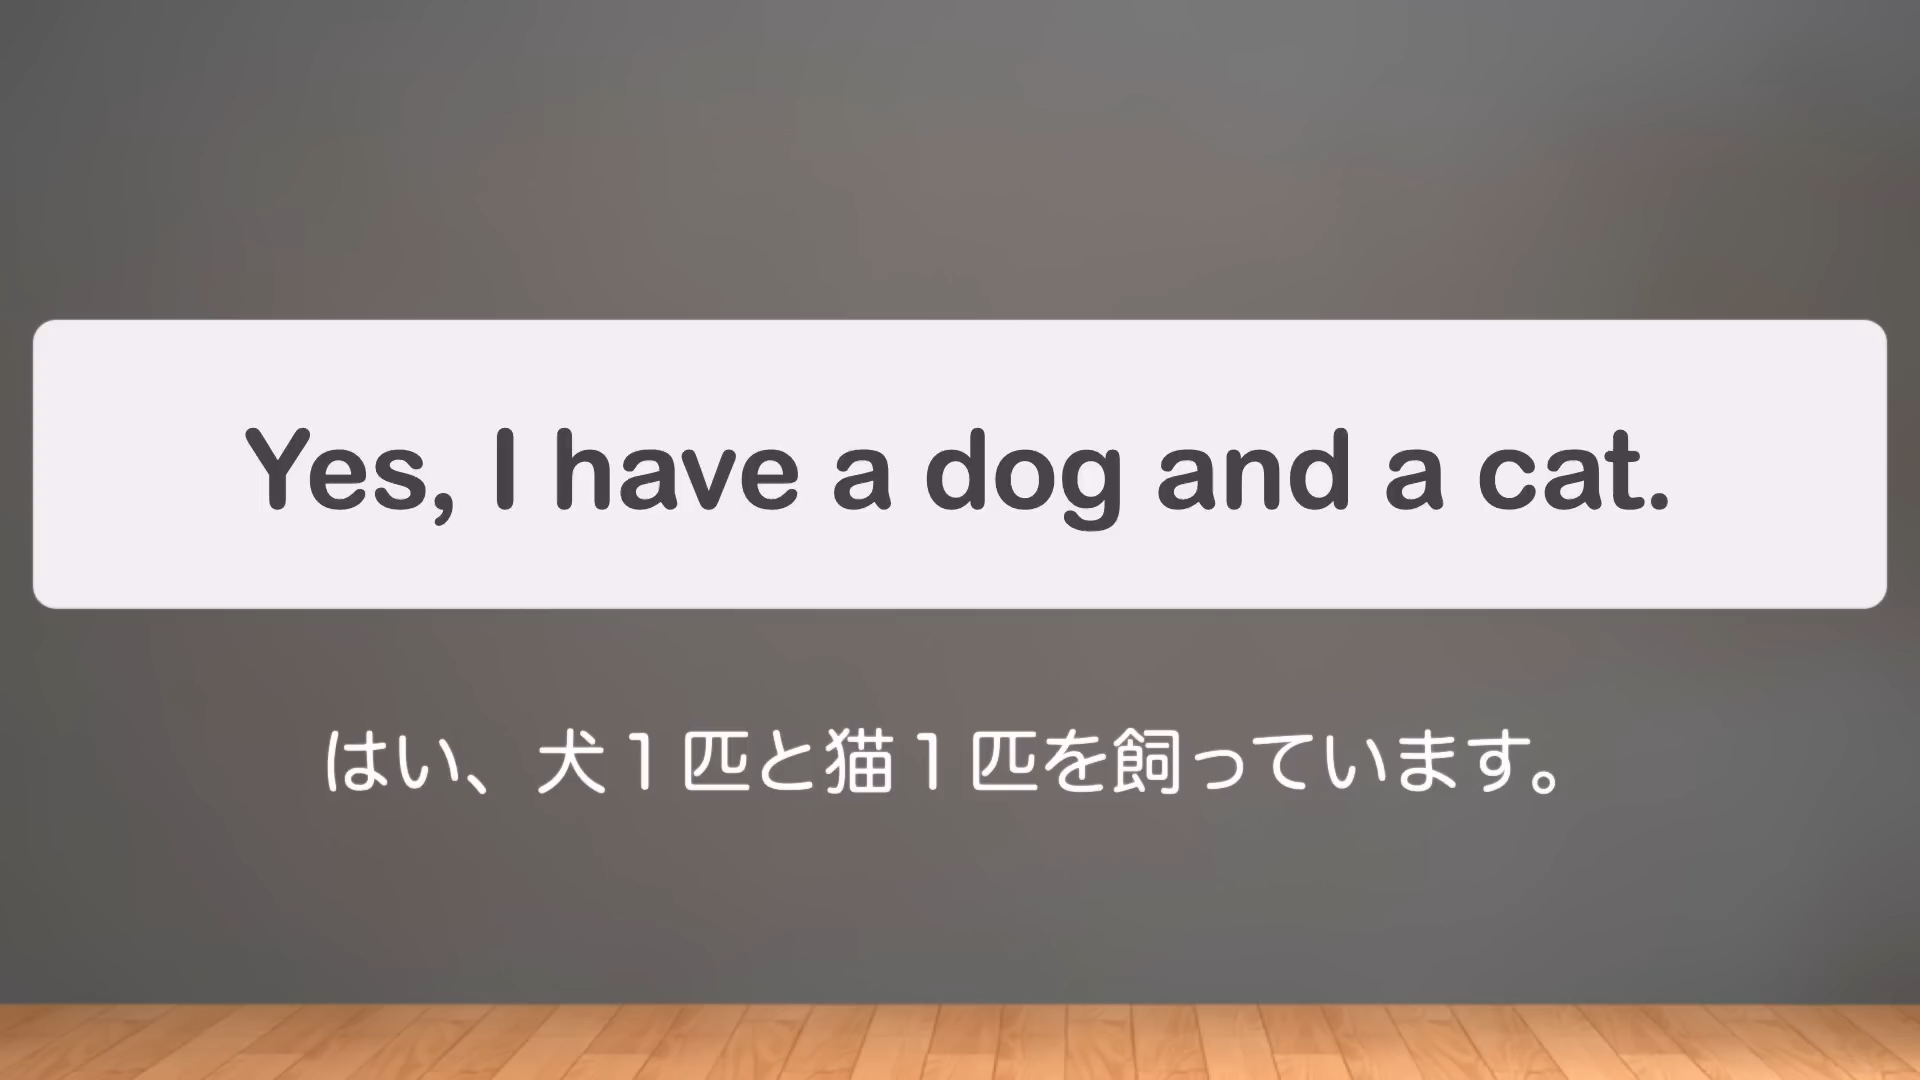 Yes, I have a dog and a cat.
はい、犬１匹と猫１匹を飼っています。